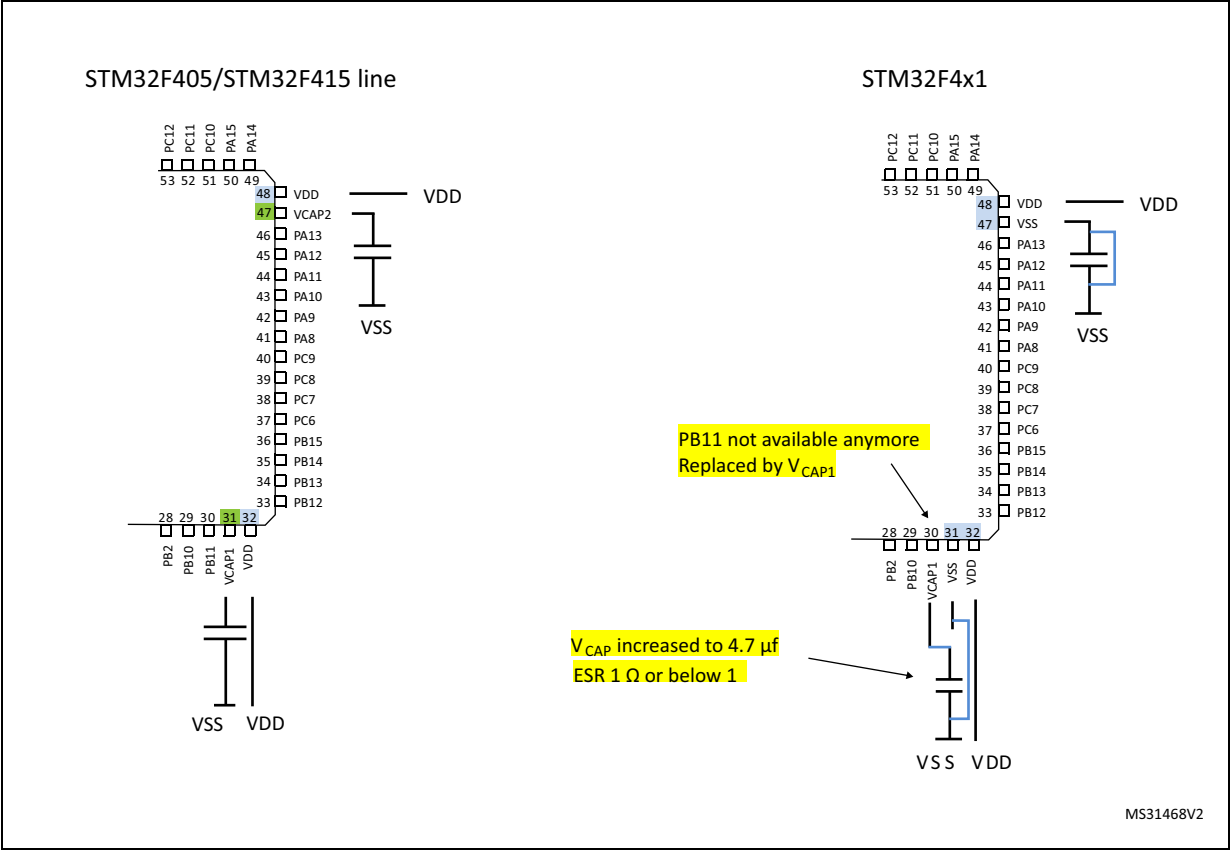 STM32F405/STM32F415 line
PC12
PC11
PC10
PA15
PA14
53 52 51 50 49
48 VDD
47 VCAP2
46 PA13
45 PA12
44 PA11
43 PA10
42 PA9
41 PA8
40 PC9
39 PC8
38 PC7
37 PC6
36 PB15
35 PB14
34 PB13
33 PB12
28 29 30 31 32
PB2
PB10
PB11
VCAP1
VDD
VDD
VSS
VSS VDD
STM32F4x1
PC12
PC11
PC10
PA15
PA14
53 52 51 50 49
48 VDD
47 VSS
46 PA13
45 PA12
44 PA11
43 PA10
42 PA9
41 PA8
40 PC9
39 PC8
38 PC7
37 PC6
36 PB15
35 PB14
34 PB13
33 PB12
28 29 30 31 32
PB2
PB10
VCAP1
VSS
VDD
VDD
VSS
PB11 not available anymore
Replaced by VCAP1
VCAP increased to 4.7 µf
ESR 1 Ω or below 1
VSS VDD
MS31468V2